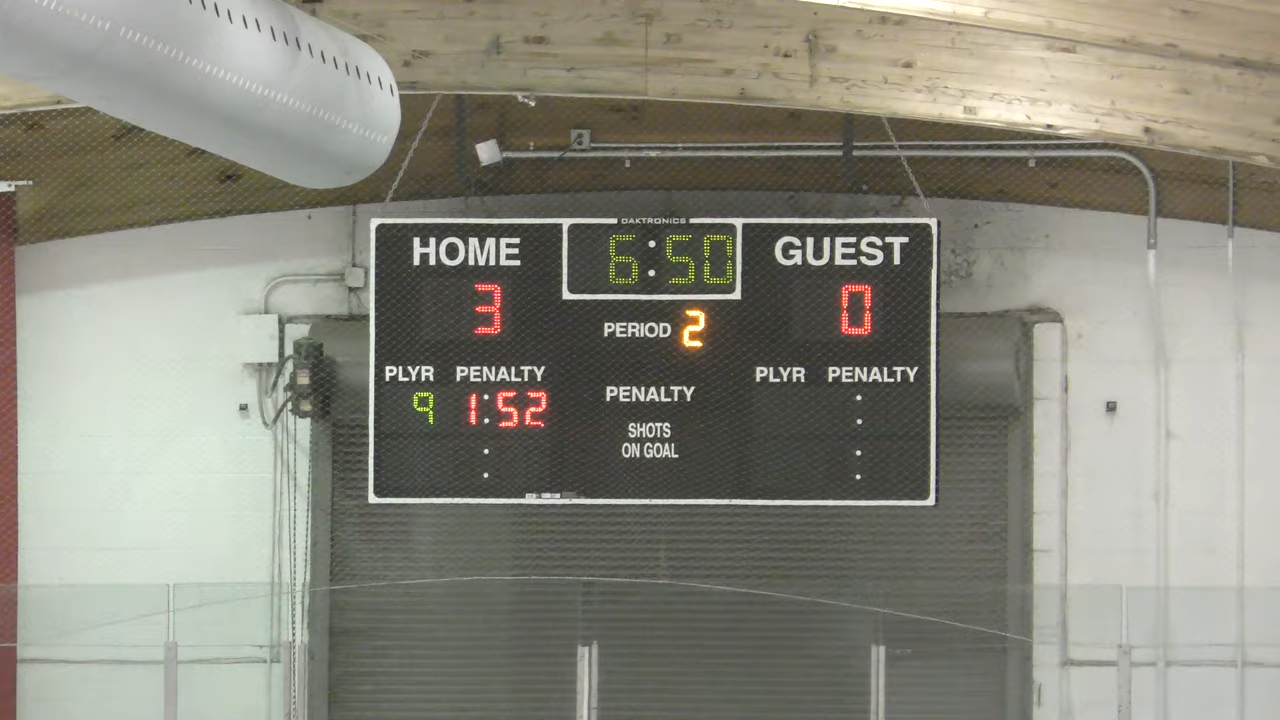 DAKTRONICS
HOME 6:50 GUEST
3 0
PERIOD 2
PLYR PENALTY PLYR PENALTY
9 1:52 PENALTY
SHOTS
ON GOAL